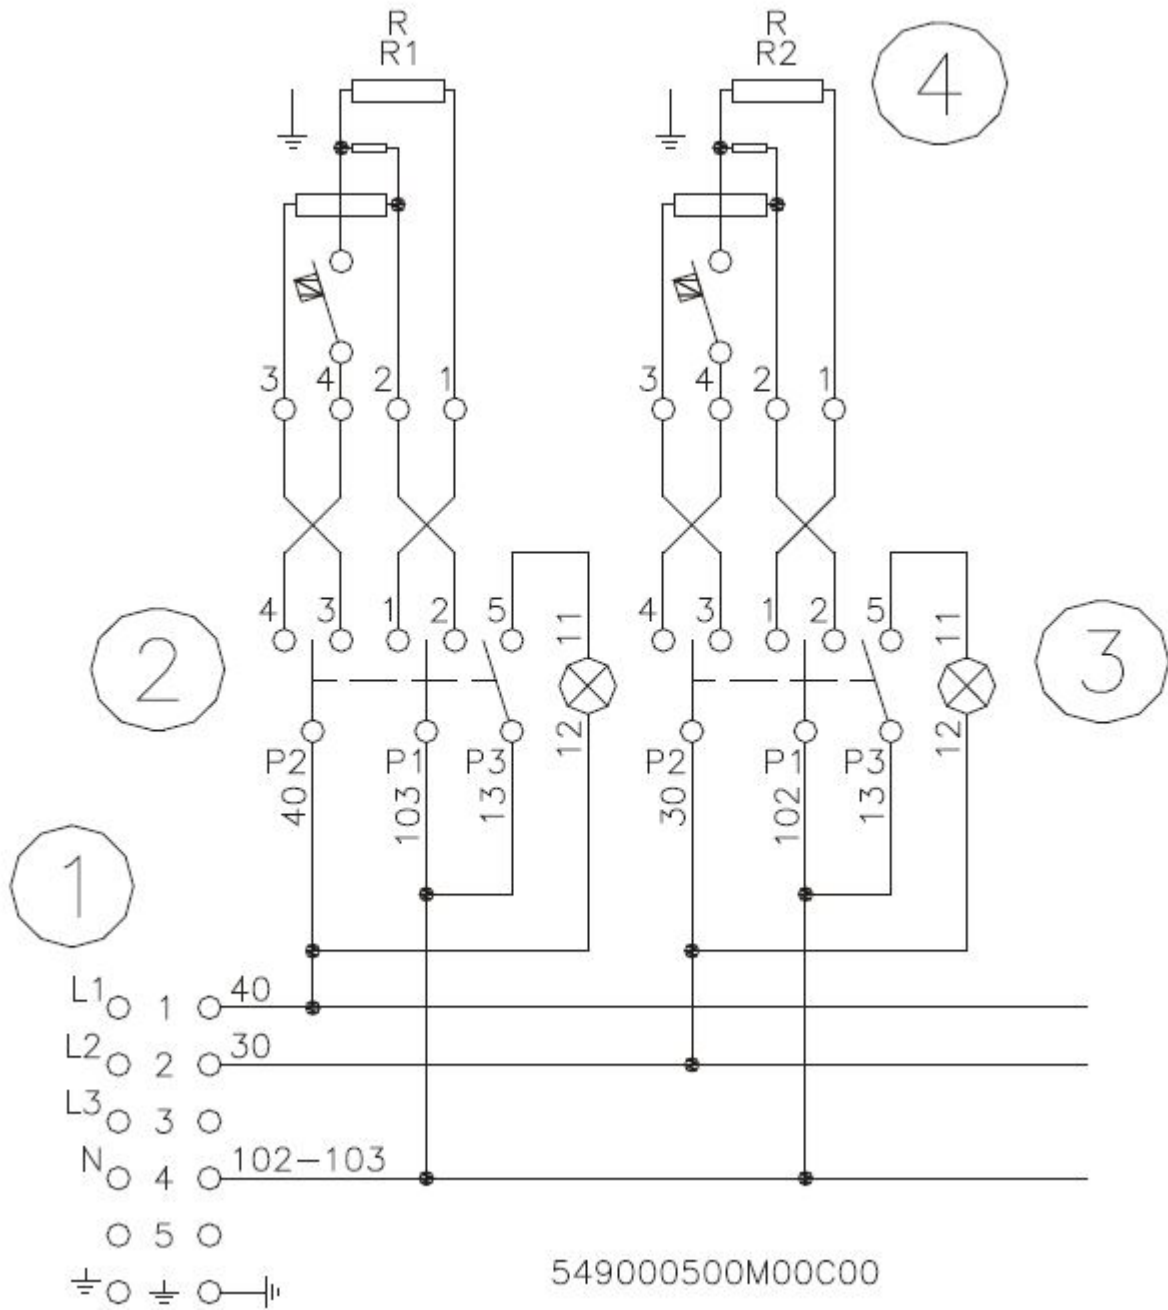 R R
R1 R2
4
3 4 2 1 3 4 2 1
4 3 1 2 5 11 4 3 1 2 5 11
2 3
12 12
P2 P1 P3 P2 P1 P3
40 103 13 30 102 13
1
L1 1 40
L2 2 30
L3 3
N 4 102-103
5
549000500M00C00